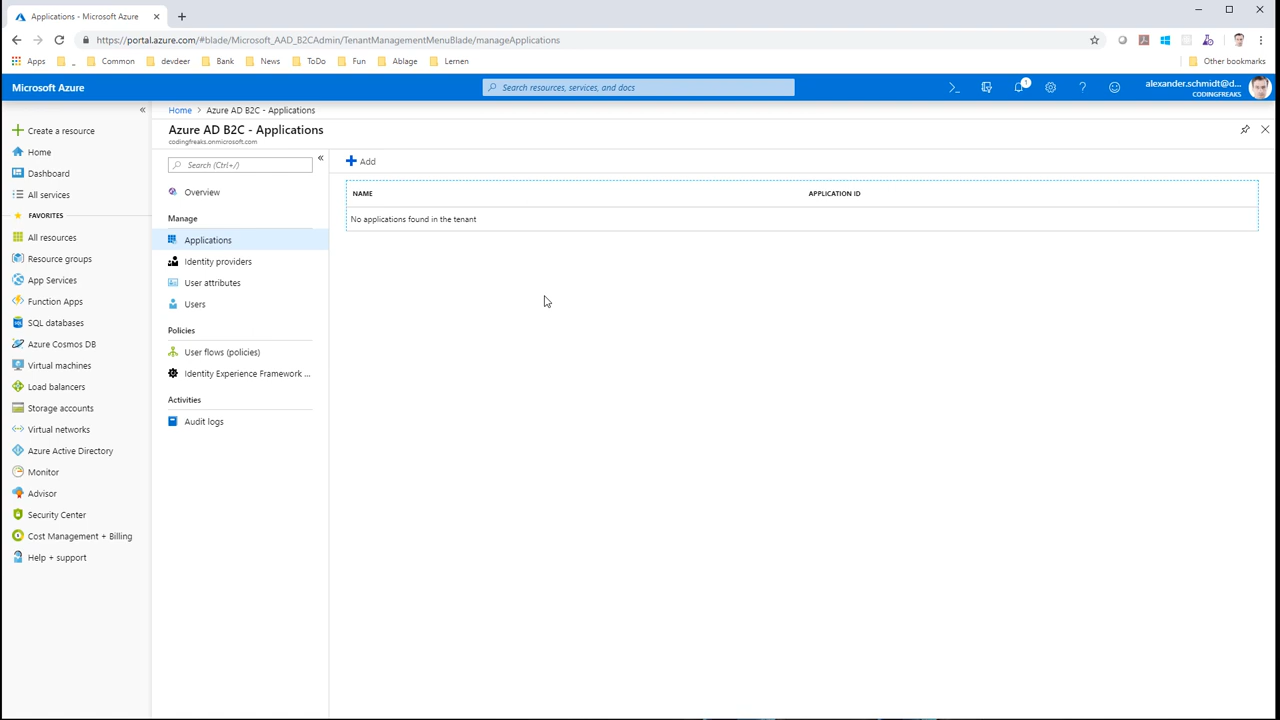 Applications - Microsoft Azure
https://portal.azure.com/#blade/Microsoft_AAD_B2CAdmin/TenantManagementMenuBlade/manageApplications
Apps _ Common devdeer Bank News ToDo Fun Ablage Lernen Other bookmarks
Microsoft Azure
Search resources, services, and docs
1
alexander.schmidt@d...
CODINGFREAKS
Create a resource
Home
Dashboard
All services
FAVORITES
All resources
Resource groups
App Services
Function Apps
SQL databases
Azure Cosmos DB
Virtual machines
Load balancers
Storage accounts
Virtual networks
Azure Active Directory
Monitor
Advisor
Security Center
Cost Management + Billing
Help + support
Home > Azure AD B2C - Applications
Azure AD B2C - Applications
codingfreaks.onmicrosoft.com
Search (Ctrl+/)
Overview
Manage
Applications
Identity providers
User attributes
Users
Policies
User flows (policies)
Identity Experience Framework ...
Activities
Audit logs
Add
NAME APPLICATION ID
No applications found in the tenant